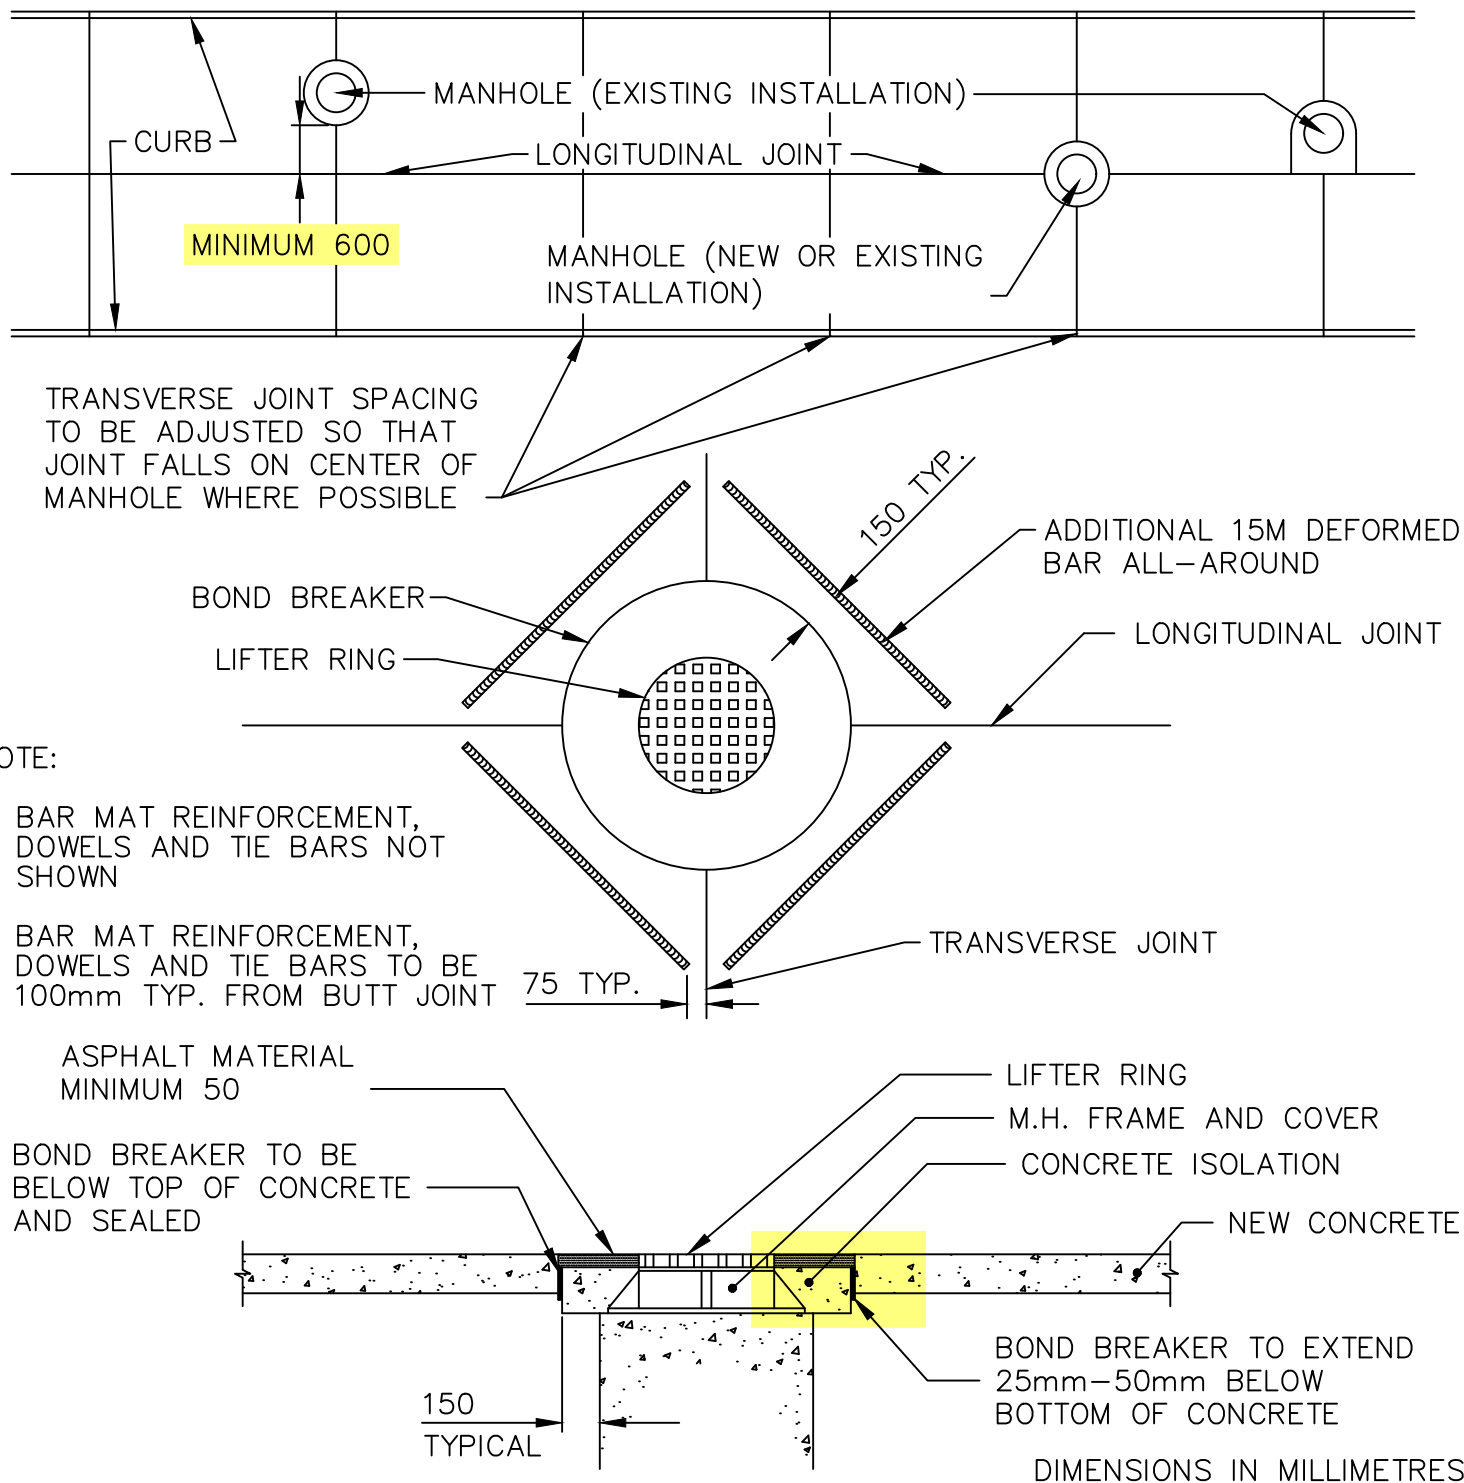 MANHOLE (EXISTING INSTALLATION)
CURB
LONGITUDINAL JOINT
MINIMUM 600
MANHOLE (NEW OR EXISTING
INSTALLATION)
TRANSVERSE JOINT SPACING
TO BE ADJUSTED SO THAT
JOINT FALLS ON CENTER OF
MANHOLE WHERE POSSIBLE
150 TYP.
ADDITIONAL 15M DEFORMED
BAR ALL-AROUND
BOND BREAKER
LONGITUDINAL JOINT
LIFTER RING
OTE:
BAR MAT REINFORCEMENT,
DOWELS AND TIE BARS NOT
SHOWN
BAR MAT REINFORCEMENT,
DOWELS AND TIE BARS TO BE
100mm TYP. FROM BUTT JOINT
75 TYP.
TRANSVERSE JOINT
ASPHALT MATERIAL
MINIMUM 50
LIFTER RING
M.H. FRAME AND COVER
CONCRETE ISOLATION
BOND BREAKER TO BE
BELOW TOP OF CONCRETE
AND SEALED
NEW CONCRETE
BOND BREAKER TO EXTEND
25mm-50mm BELOW
BOTTOM OF CONCRETE
150
TYPICAL
DIMENSIONS IN MILLIMETRES